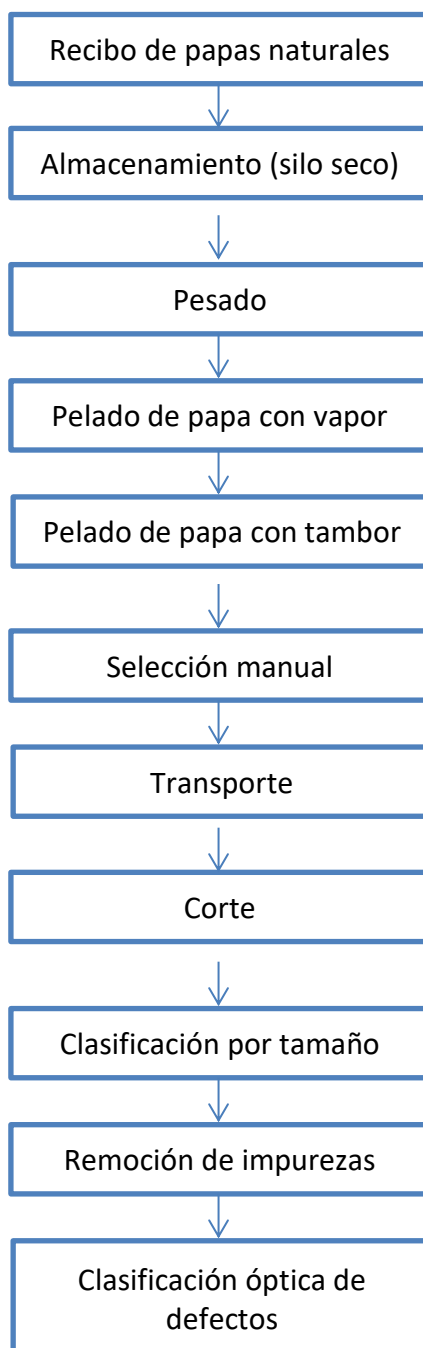 Recibo de papas naturales
Almacenamiento (silo seco)
Pesado
Pelado de papa con vapor
Pelado de papa con tambor
Selección manual
Transporte
Corte
Clasificación por tamaño
Remoción de impurezas
Clasificación óptica de
defectos